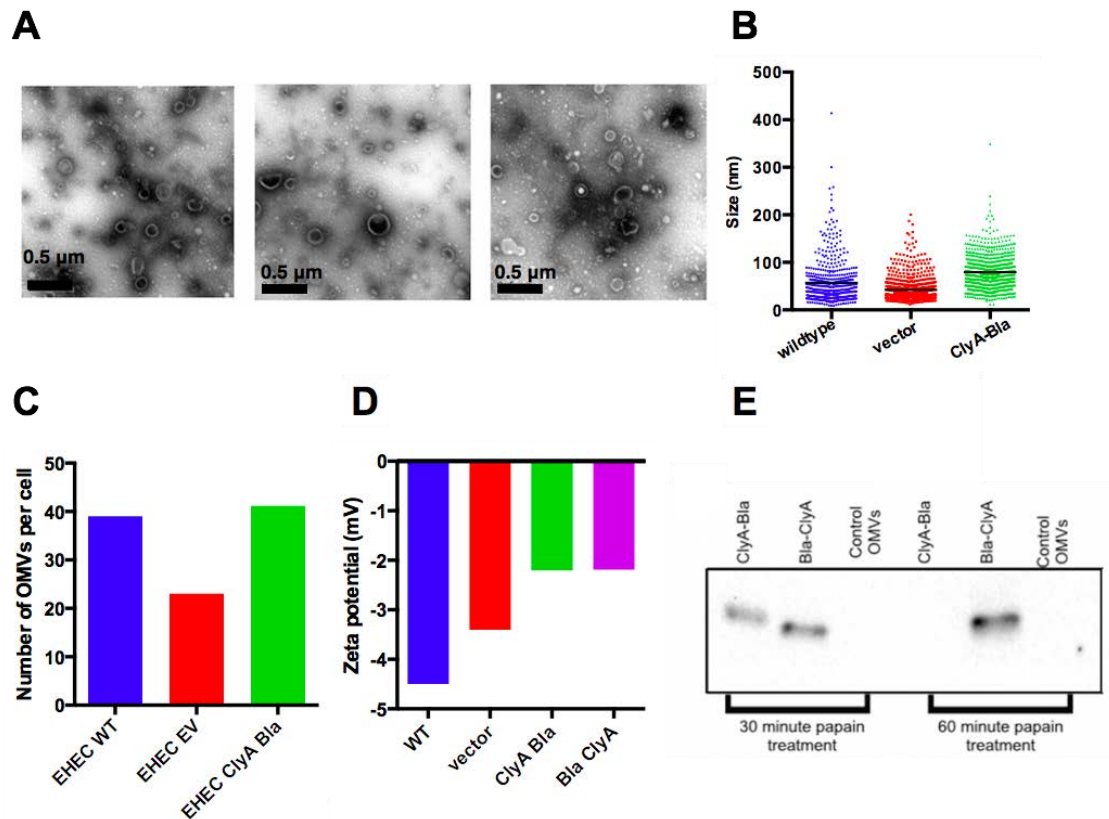 A
0.5 µm
0.5 µm
0.5 µm
B
500
400
300
200
100
0
Size (nm)
wildtype
vector
ClyA-Bla
C
50
40
30
20
10
0
Number of OMVs per cell
EHEC WT
EHEC EV
EHEC ClyA Bla
D
0
-1
-2
-3
-4
-5
Zeta potential (mV)
WT
vector
ClyA Bla
Bla ClyA
E
ClyA-Bla
Bla-ClyA
Control
OMVs
ClyA-Bla
Bla-ClyA
Control
OMVs
30 minute papain
treatment
60 minute papain
treatment